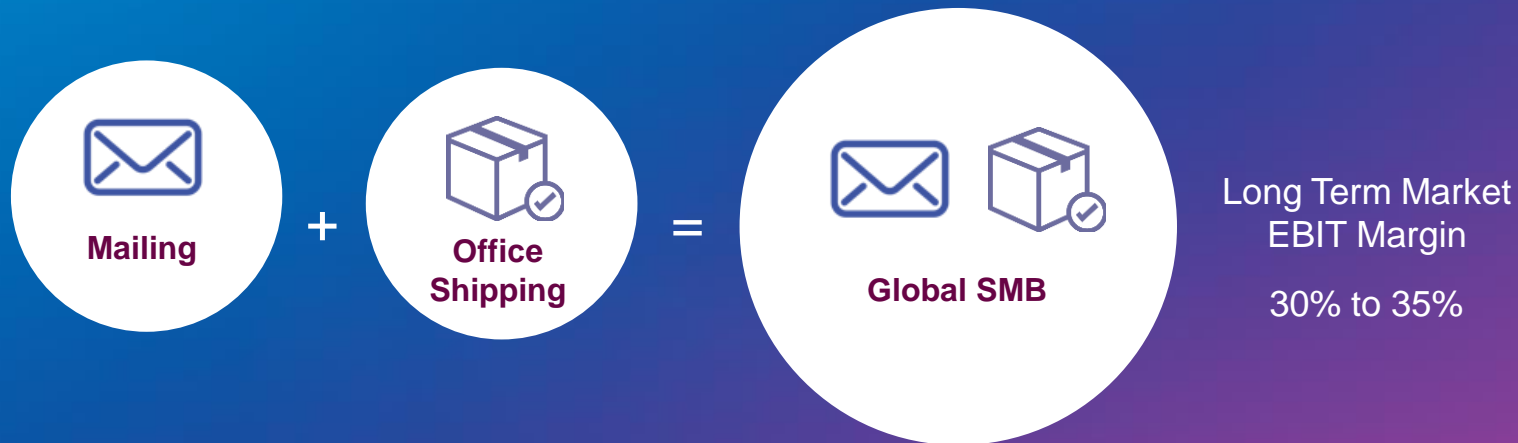 Mailing
+
Office
Shipping
=
Global SMB
Long Term Market
EBIT Margin
30% to 35%